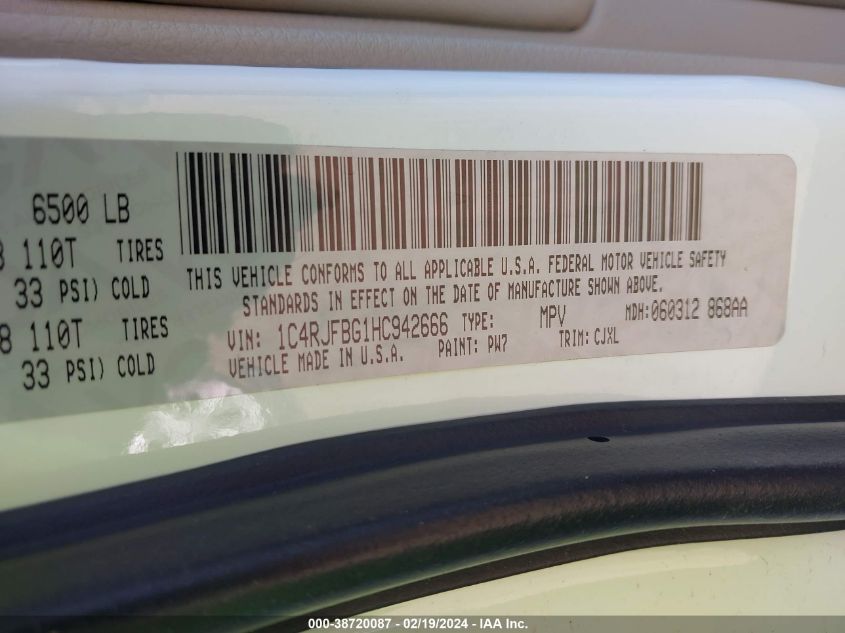 6500 LB
110T TIRES
33 PSI) COLD
8 110T
33 PSI) COLD
THIS VEHICLE CONFORMS TO ALL APPLICABLE U.S.A. FEDERAL MOTOR VEHICLE SAFETY
STANDARDS IN EFFECT ON THE DATE OF MANUFACTURE SHOWN ABOVE.
VIN: 1C4RJFBG1HC942666 TYPE: MPV MDH:060312 868AA
VEHICLE MADE IN U.S.A. PAINT: PW7 TRIM: CJXL
000-38720087 - 02/19/2024 - IAA Inc.